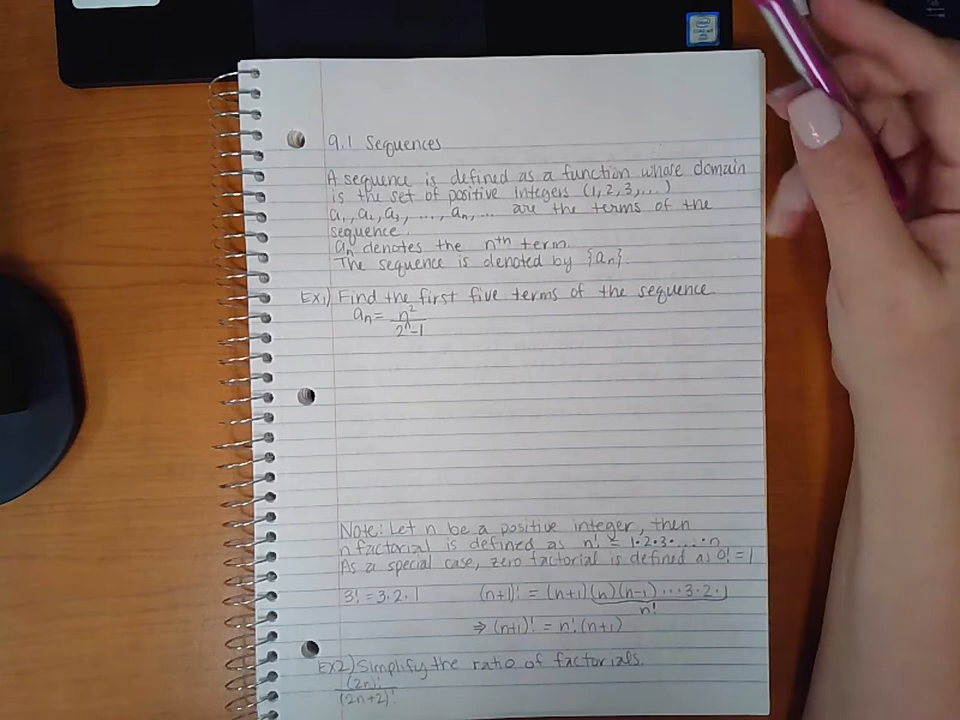 9.1 Sequences
A sequence is defined as a function whose domain
is the set of positive integers (1,2,3,...)
a₁, a₂, a₃, ...., aₙ, ... are the terms of the
sequence.
aₙ denotes the nᵗʰ term.
The sequence is denoted by {aₙ}.
Ex1) Find the first five terms of the sequence.
aₙ = n²/(2ⁿ-1)
Note: Let n be a positive integer, then
n factorial is defined as n! = 1·2·3·....·n
As a special case, zero factorial is defined as 0! = 1
3! = 3·2·1 (n+1)! = (n+1)(n)(n-1)···3·2·1
n!
⇒ (n+1)! = n!(n+1)
Ex2) Simplify the ratio of factorials.
(2n)!/(2n+2)!